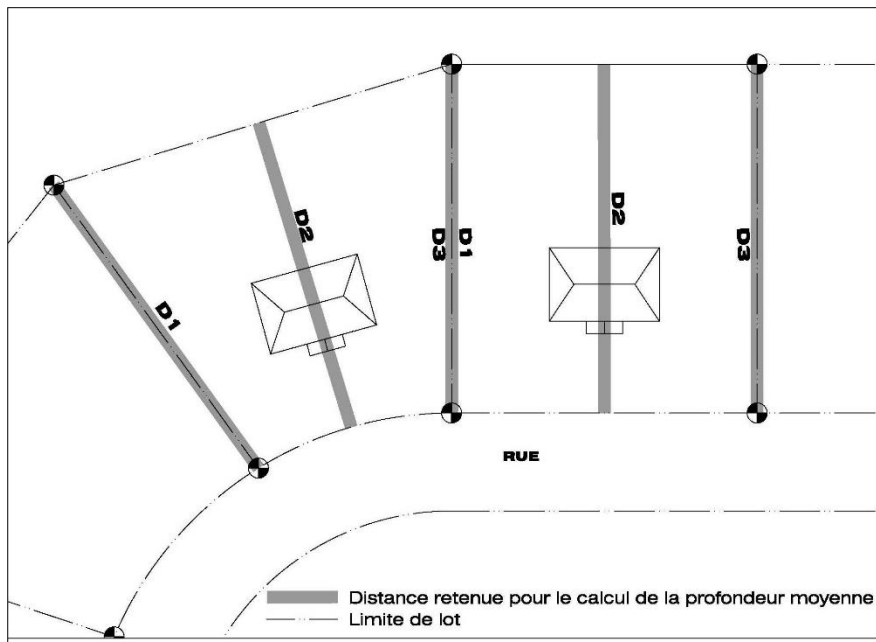 D1
D2
D3
D1
D2
D3
RUE
Distance retenue pour le calcul de la profondeur moyenne
Limite de lot